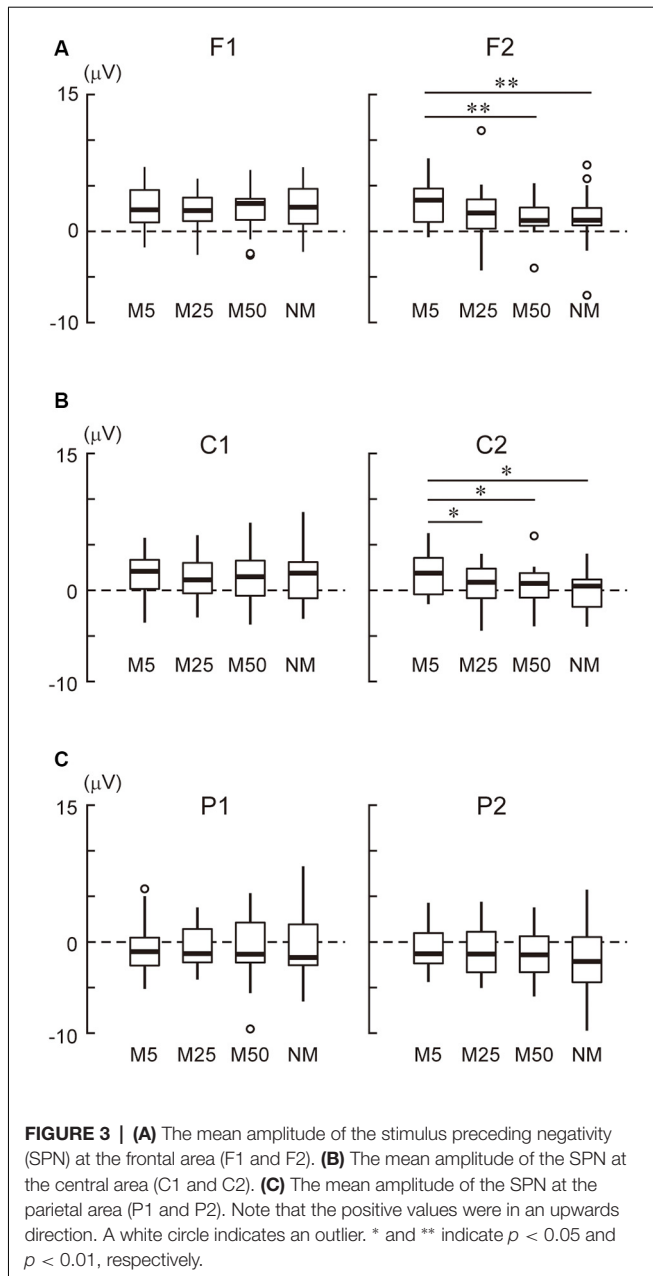 A
F1
F2
(μV)
15
0
-10
** 
**
M5 M25 M50 NM
M5 M25 M50 NM
B
(μV)
C1
C2
15
0
-10
*
*
*
M5 M25 M50 NM
M5 M25 M50 NM
C
(μV)
P1
P2
15
0
-10
M5 M25 M50 NM
M5 M25 M50 NM
FIGURE 3 | (A) The mean amplitude of the stimulus preceding negativity
(SPN) at the frontal area (F1 and F2). (B) The mean amplitude of the SPN at
the central area (C1 and C2). (C) The mean amplitude of the SPN at the
parietal area (P1 and P2). Note that the positive values were in an upwards
direction. A white circle indicates an outlier. * and ** indicate p < 0.05 and
p < 0.01, respectively.